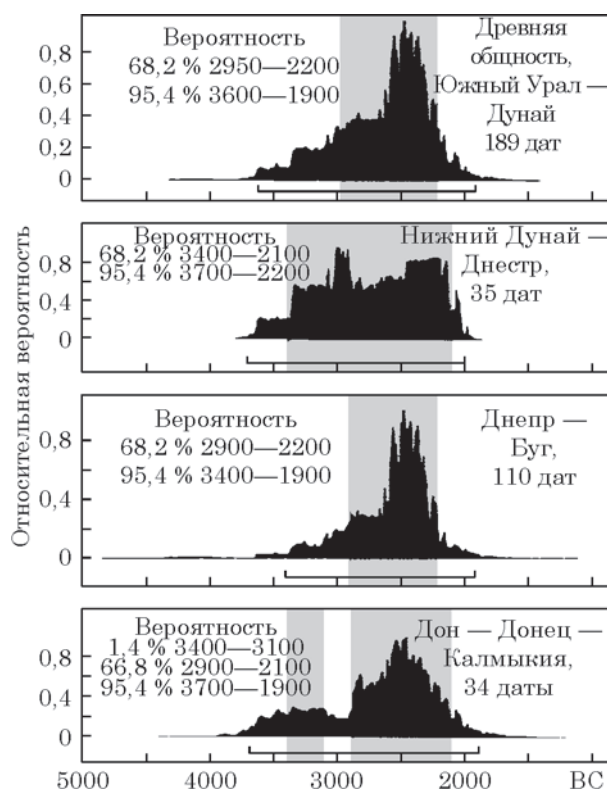 Относительная вероятность
0,8
0,6
0,4
0,2
0
Вероятность
68,2 % 2950—2200
95,4 % 3600—1900
Древняя
общность,
Южный Урал —
Дунай
189 дат
0,8
0,4
0
Вероятность
68,2 % 3400—2100
95,4 % 3700—2200
Нижний Дунай —
Днестр,
35 дат
0,8
0,4
0
Вероятность
68,2 % 2900—2200
95,4 % 3400—1900
Днепр —
Буг,
110 дат
0,8
0,4
0
Вероятность
1,4 % 3400—3100
66,8 % 2900—2100
95,4 % 3700—1900
Дон — Донец —
Калмыкия,
34 даты
5000 4000 3000 2000 BC